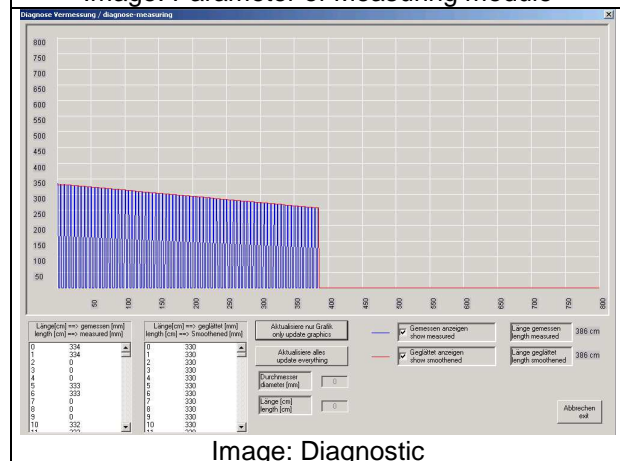 Image: Parameter of Measuring module
Diagnose Vermessung / diagnose-measuring
800
750
700
650
600
550
500
450
400
350
300
250
200
150
100
50
50 100 150 200 250 300 350 400 450 500 550 600 650 700 750 800
Länge[cm] ==> gemessen [mm]
length [cm] ==> measured [mm]
0 334
1 334
2 0
3 0
4 0
5 333
6 333
7 0
8 0
9 0
10 332
Länge[cm] ==> geglättet [mm]
length [cm] ==> Smoothened [mm]
0 330
1 330
2 330
3 330
4 330
5 330
6 330
7 330
8 330
9 330
10 330
Aktualisiere nur Grafik
only update graphics
Aktualisiere alles
update everything
Durchmesser
diameter [mm]
0
Länge [cm]
length [cm]
0
Gemessen anzeigen
show measured
Länge gemessen
length measured
386 cm
Geglättet anzeigen
show smoothened
Länge geglättet
length smoothened
386 cm
Abbrechen
exit
Image: Diagnostic